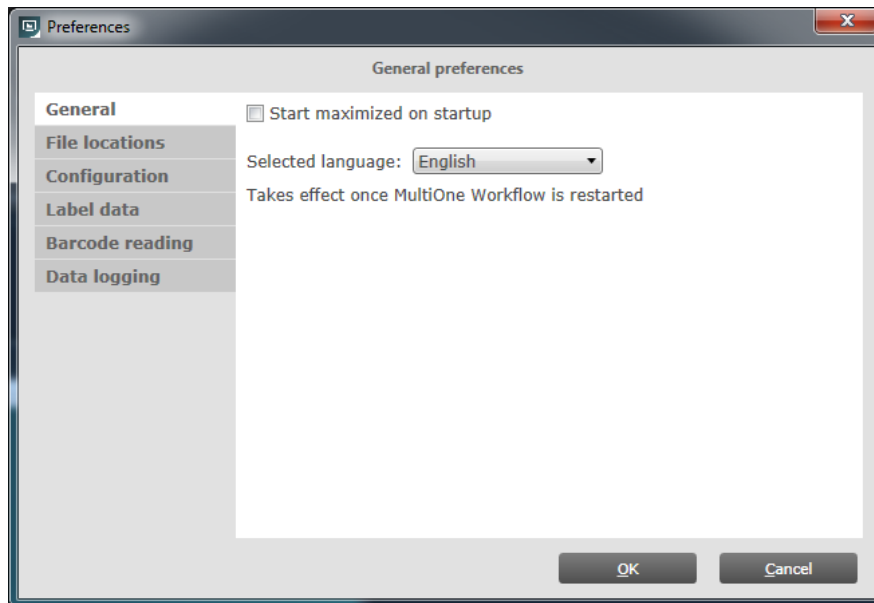 Preferences
General preferences
General
File locations
Configuration
Label data
Barcode reading
Data logging
Start maximized on startup
Selected language: English
Takes effect once MultiOne Workflow is restarted
OK
Cancel